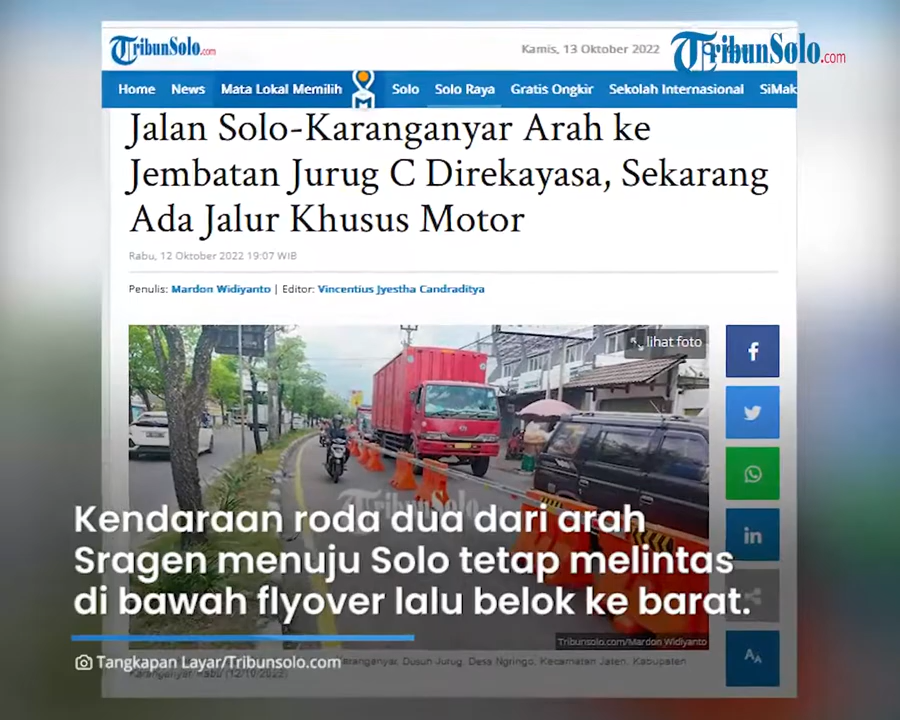 TribunSolo.com
Kamis, 13 Oktober 2022
TribunSolo.com
Home News Mata Lokal Memilih Solo Solo Raya Gratis Ongkir Sekolah Internasional SiMak
Jalan Solo-Karanganyar Arah ke
Jembatan Jurug C Direkayasa, Sekarang
Ada Jalur Khusus Motor
Rabu, 12 Oktober 2022 19:07 WIB
Penulis: Mardon Widiyanto | Editor: Vincentius Jyestha Candraditya
lihat foto
TribunSolo
Kendaraan roda dua dari arah
Sragen menuju Solo tetap melintas
di bawah flyover lalu belok ke barat.
Tribunsolo.com/Mardon Widiyanto
Tangkapan Layar/Tribunsolo.com
Karanganyar, Dusun Jurug, Desa Ngringo, Kecamatan Jaten, Kabupaten
Karanganyar, Rabu (12/10/2022)